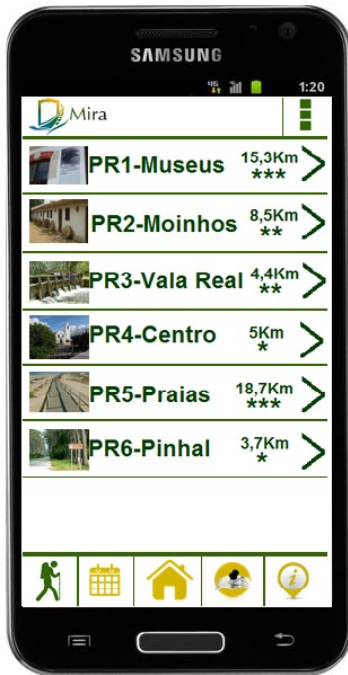 SAMSUNG
4G 1:20
Mira
PR1-Museus 15,3Km
***
PR2-Moinhos 8,5Km
**
PR3-Vala Real 4,4Km
**
PR4-Centro 5Km
*
PR5-Praias 18,7Km
***
PR6-Pinhal 3,7Km
*
i